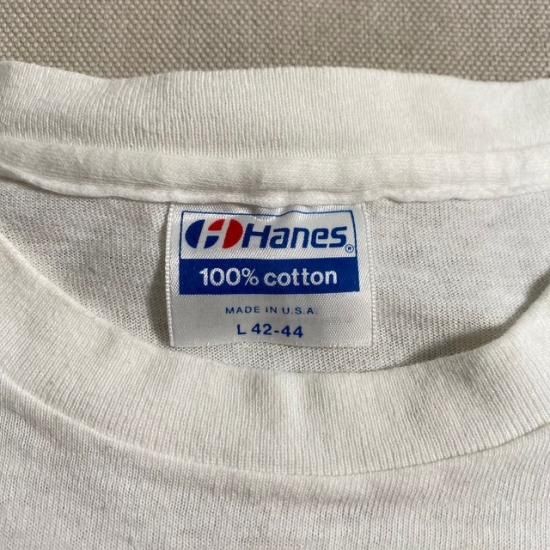 Hanes®
100% cotton
MADE IN U.S.A.
L 42-44